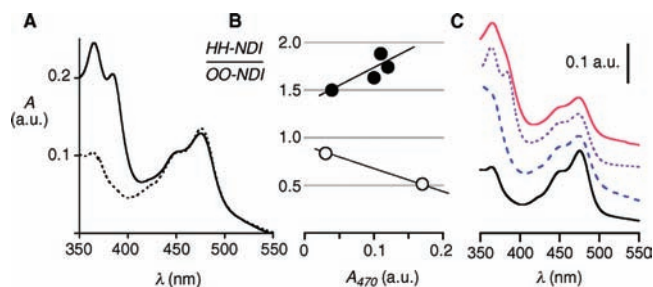 A
B
C
HH-NDI
OO-NDI
A
(a.u.)
0.2
0.1
350 400 450 500 550
λ (nm)
2.0
1.5
1.0
0.5
0 0.1 0.2
A470 (a.u.)
0.1 a.u.
350 400 450 500 550
λ (nm)